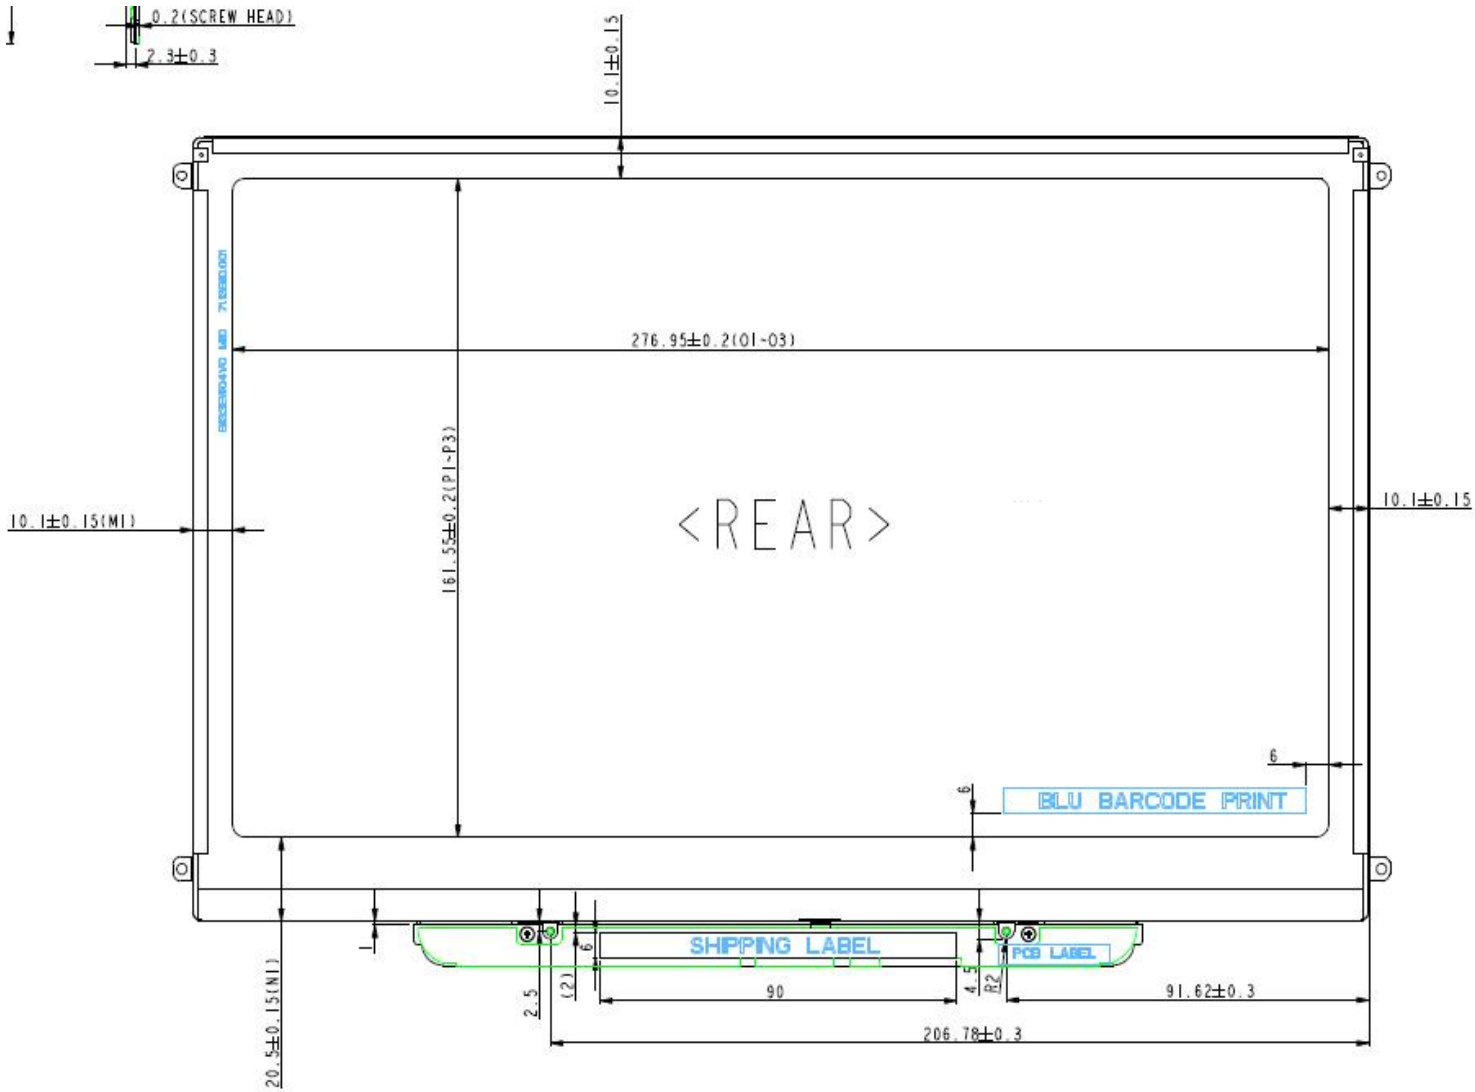 0.2(SCREW HEAD)
2.3±0.3
10.1±0.15
276.95±0.2(O1~O3)
161.55±0.2(P1~P3)
<REAR>
10.1±0.15(M1)
10.1±0.15
6
6
BLU BARCODE PRINT
1
SHIPPING LABEL
6
PCB LABEL
20.5±0.15(N1)
2.5
(2)
90
4.5
R2
91.62±0.3
206.78±0.3